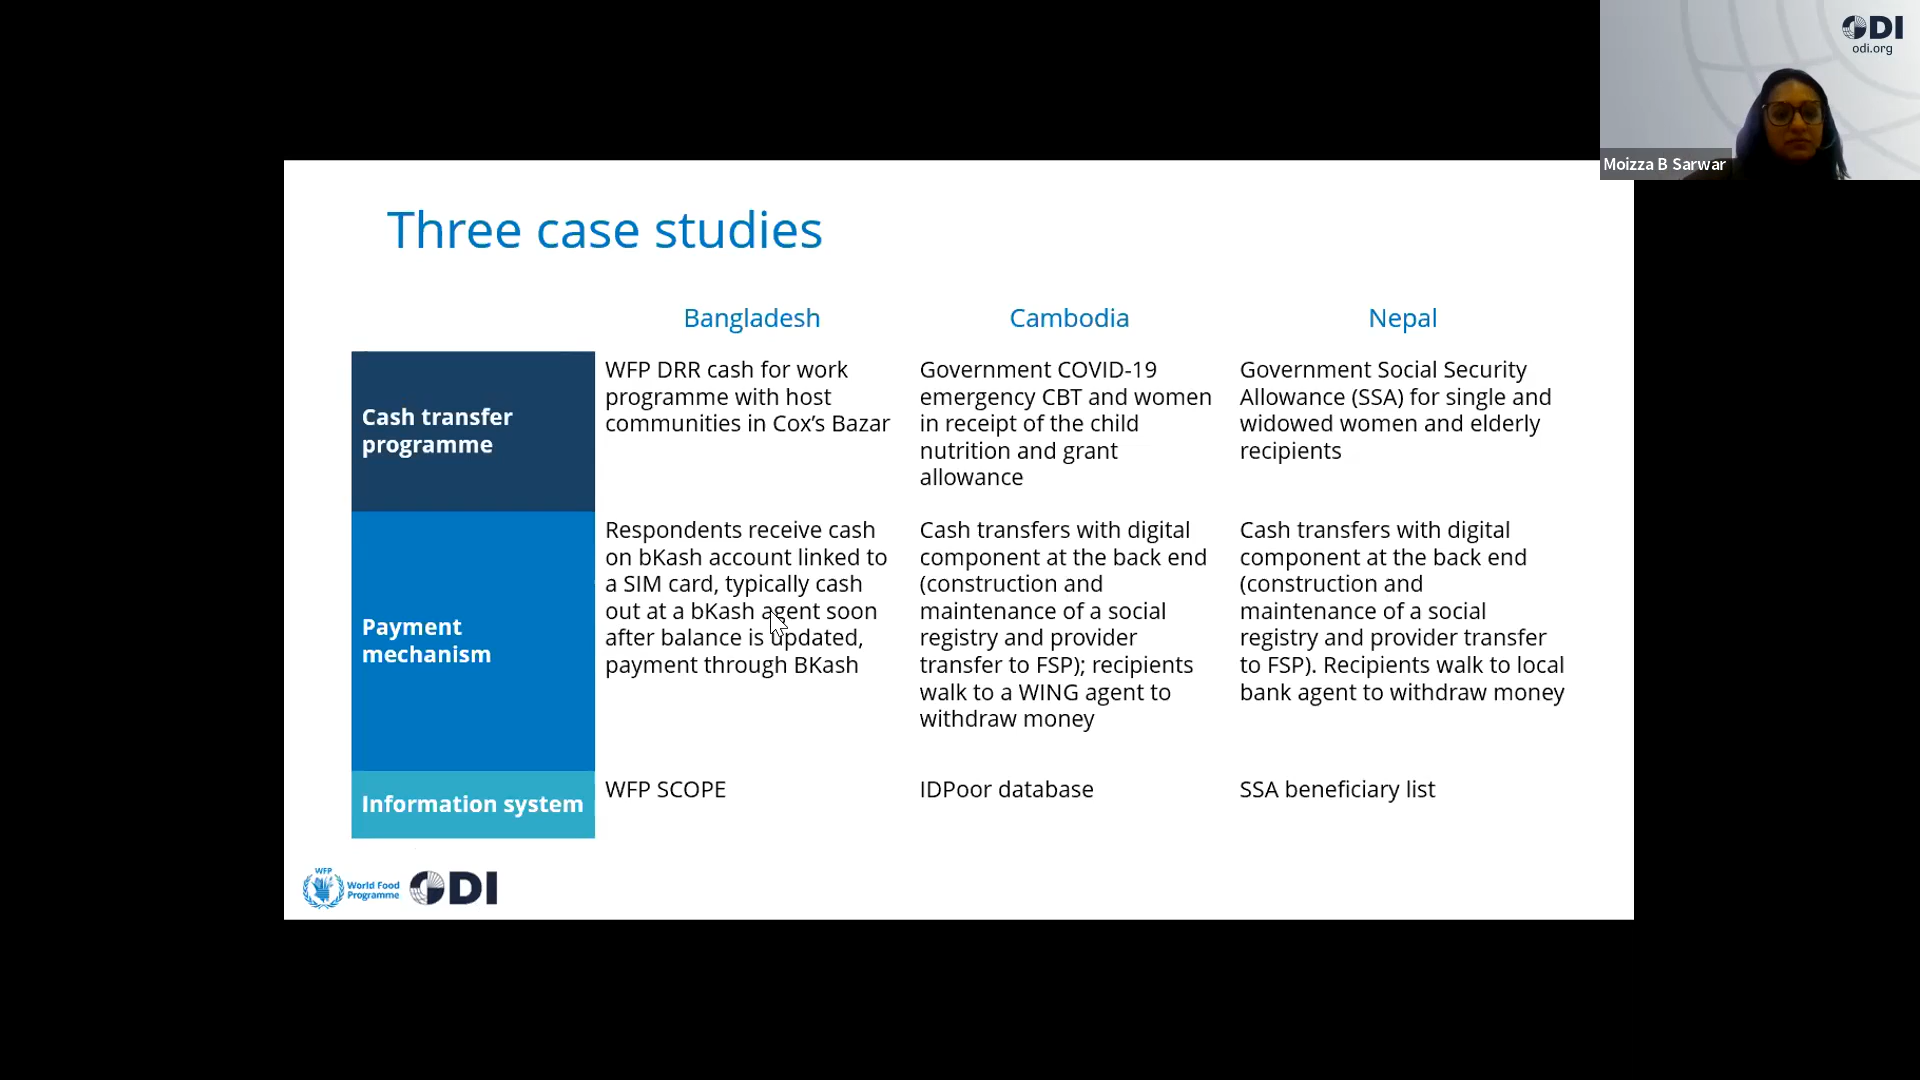 ODI
odi.org
Moizza B Sarwar
Three case studies
Bangladesh
Cambodia
Nepal
Cash transfer
programme
WFP DRR cash for work
programme with host
communities in Cox’s Bazar
Government COVID-19
emergency CBT and women
in receipt of the child
nutrition and grant
allowance
Government Social Security
Allowance (SSA) for single and
widowed women and elderly
recipients
Payment
mechanism
Respondents receive cash
on bKash account linked to
a SIM card, typically cash
out at a bKash agent soon
after balance is updated,
payment through BKash
Cash transfers with digital
component at the back end
(construction and
maintenance of a social
registry and provider
transfer to FSP); recipients
walk to a WING agent to
withdraw money
Cash transfers with digital
component at the back end
(construction and
maintenance of a social
registry and provider transfer
to FSP). Recipients walk to local
bank agent to withdraw money
Information system
WFP SCOPE
IDPoor database
SSA beneficiary list
WFP
World Food
Programme
ODI